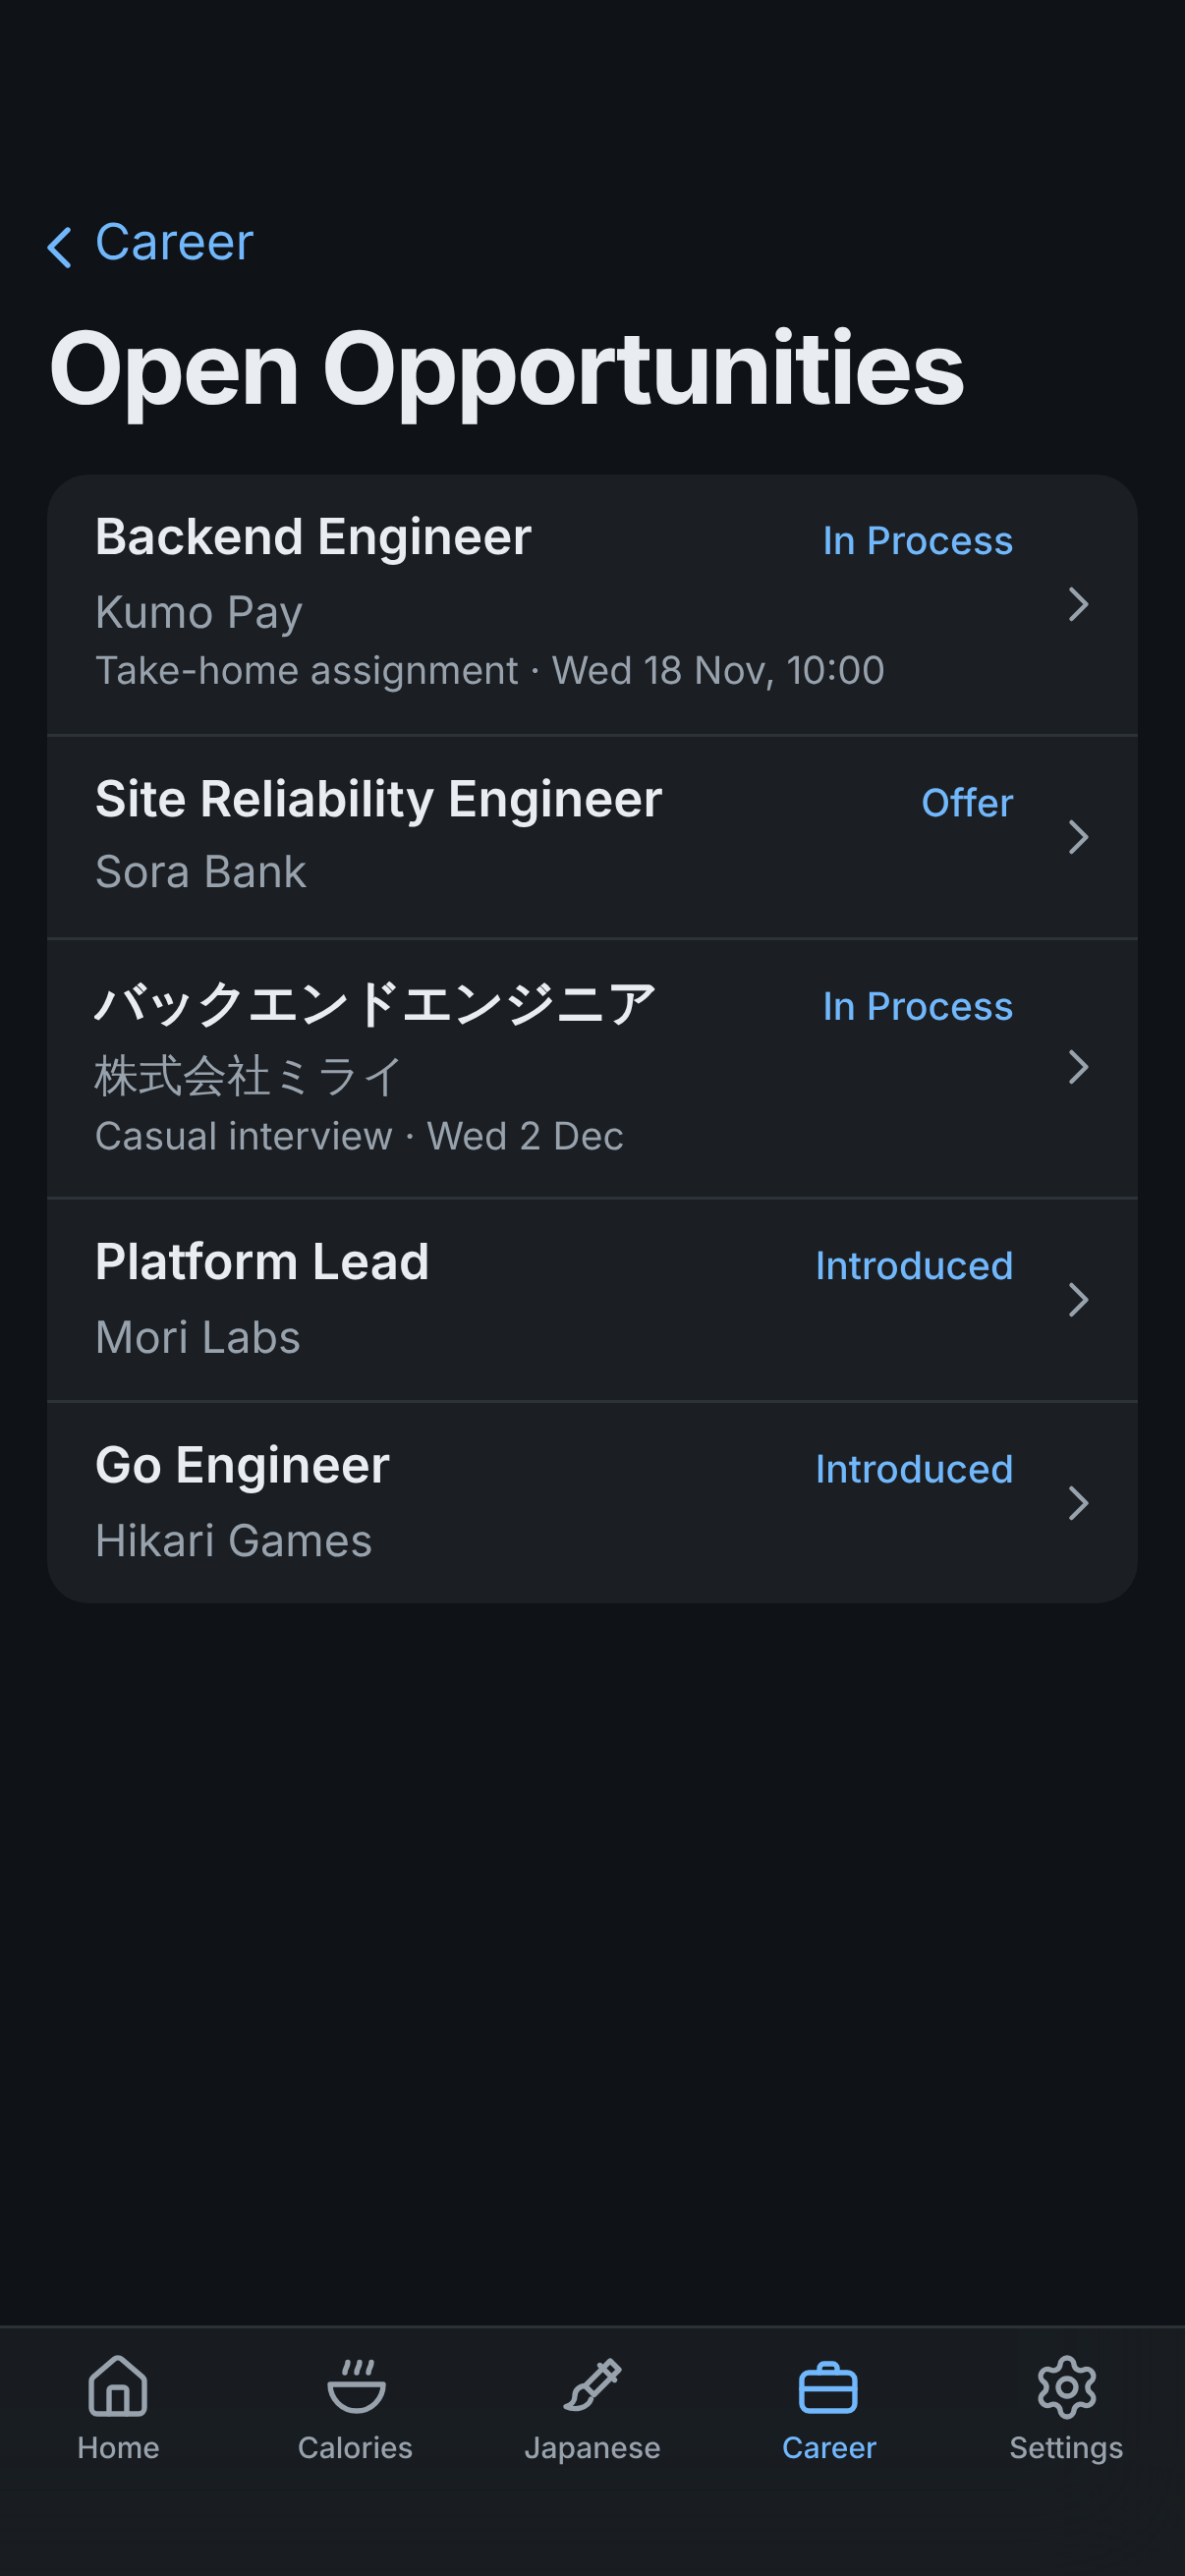 Career
Open Opportunities
Backend Engineer
In Process
Kumo Pay
Take-home assignment · Wed 18 Nov, 10:00
Site Reliability Engineer
Offer
Sora Bank
バックエンドエンジニア
In Process
株式会社ミライ
Casual interview · Wed 2 Dec
Platform Lead
Introduced
Mori Labs
Go Engineer
Introduced
Hikari Games
Home
Calories
Japanese
Career
Settings